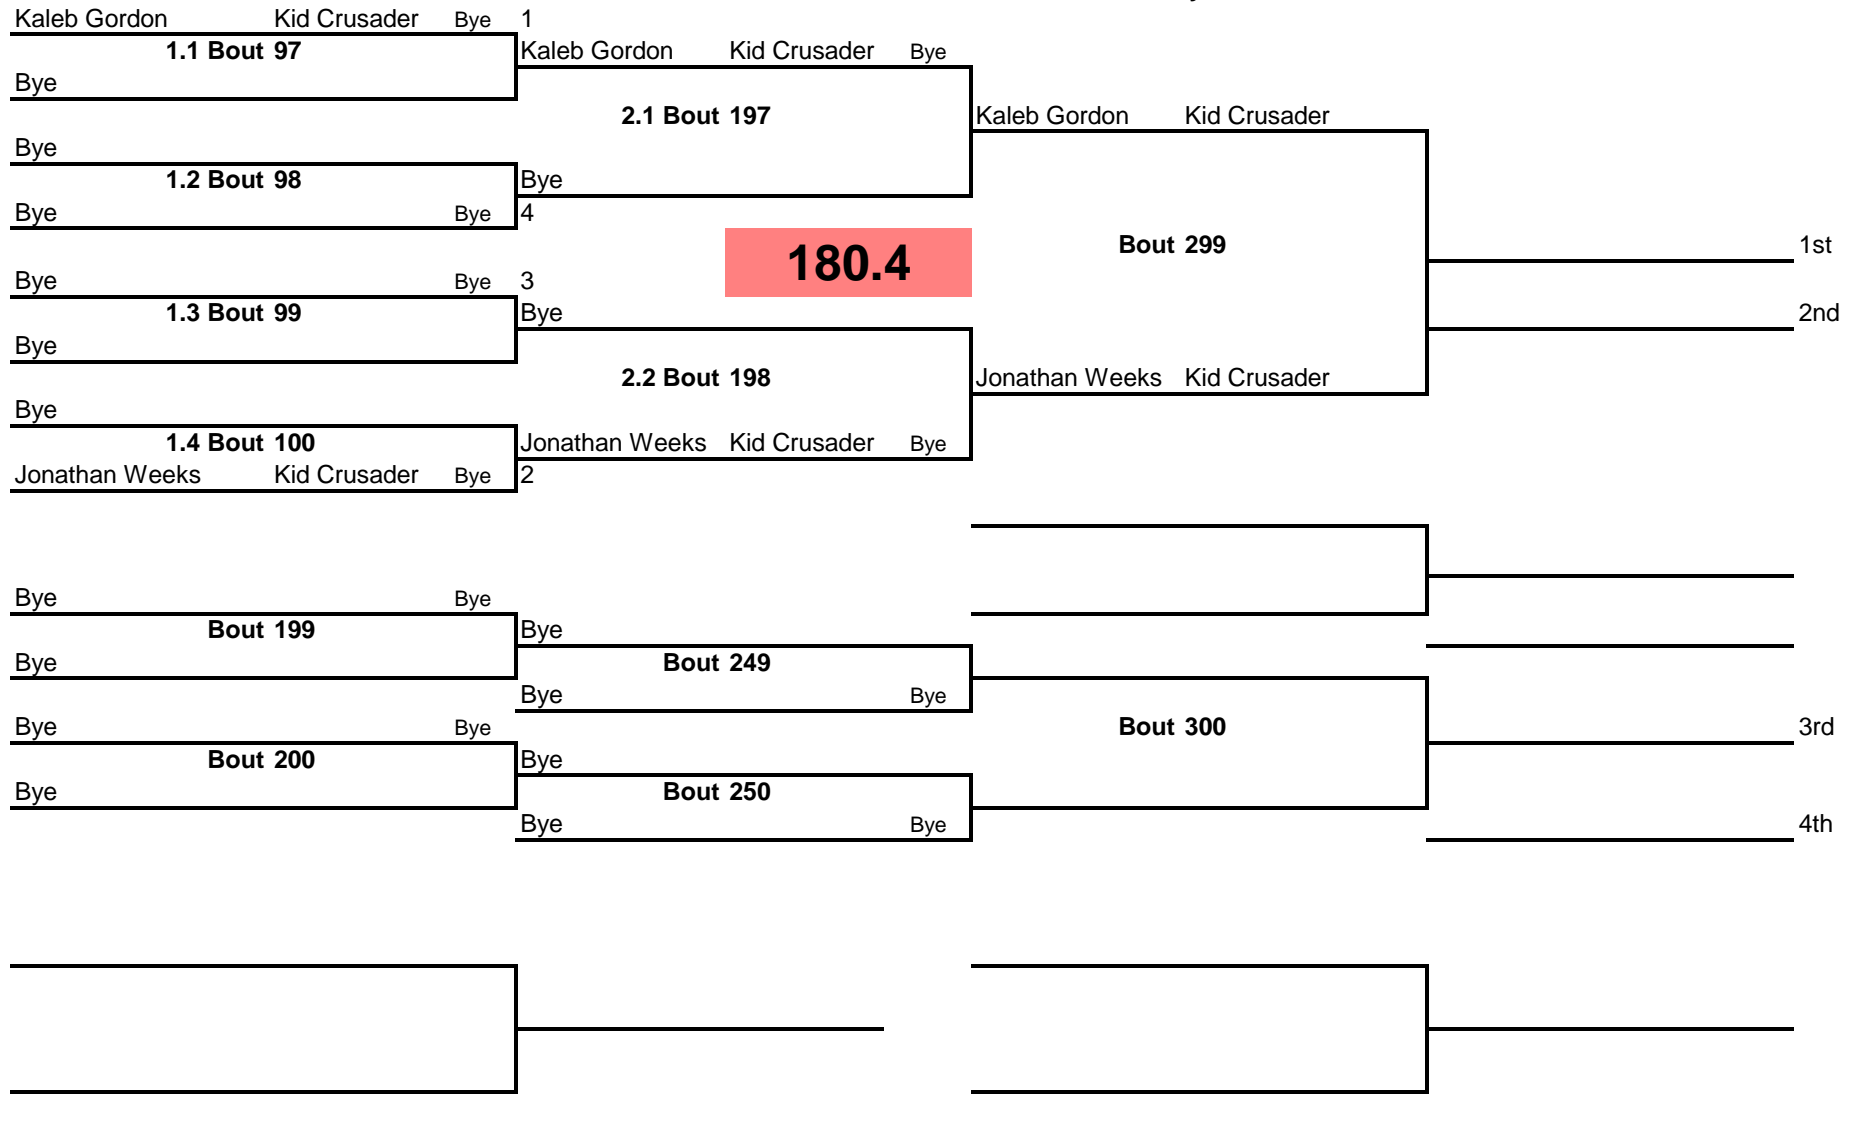 Kaleb Gordon Kid Crusader Bye 1
1.1 Bout 97 Kaleb Gordon Kid Crusader Bye
Bye
2.1 Bout 197 Kaleb Gordon Kid Crusader
Bye
1.2 Bout 98 Bye
Bye Bye 4
180.4 Bout 299 1st
Bye Bye 3
1.3 Bout 99 Bye 2nd
Bye
2.2 Bout 198 Jonathan Weeks Kid Crusader
Bye
1.4 Bout 100 Jonathan Weeks Kid Crusader Bye
Jonathan Weeks Kid Crusader Bye 2
Bye Bye
Bout 199 Bye
Bye Bout 249
Bye Bye
Bye Bye Bout 300 3rd
Bout 200 Bye
Bye Bout 250
Bye Bye 4th